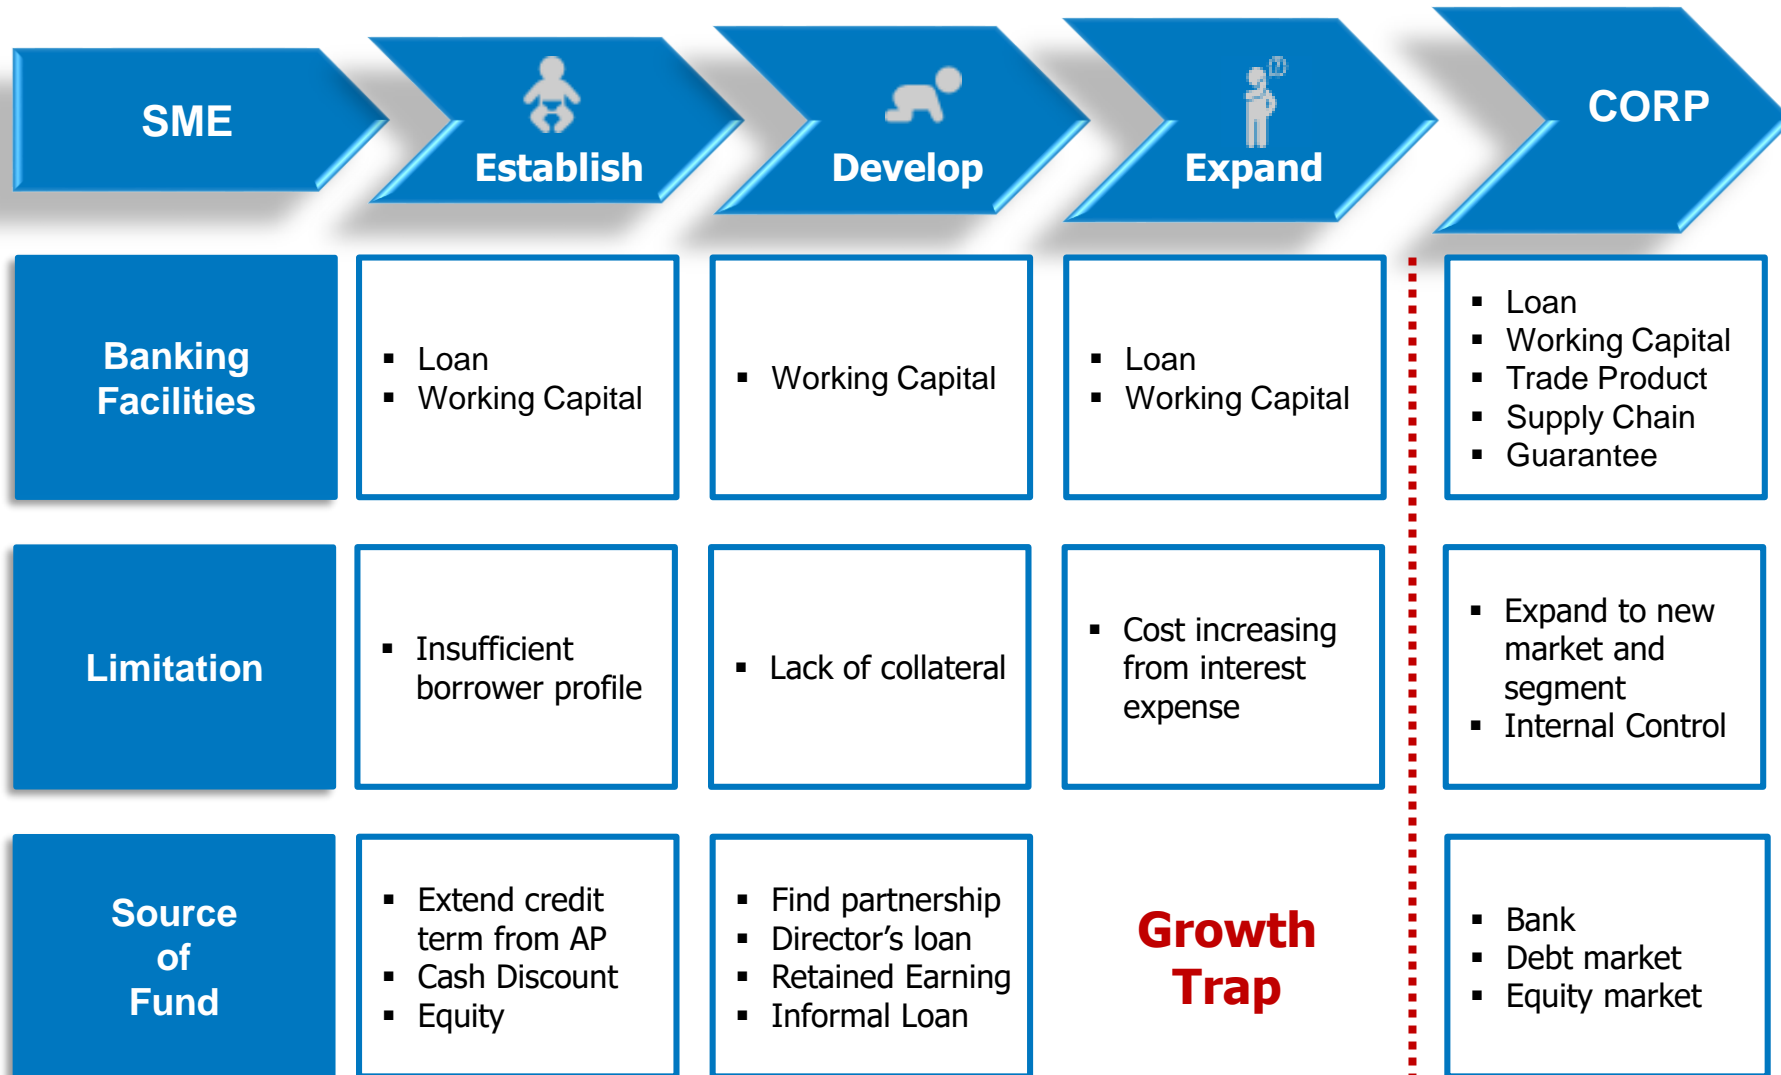 SME
Establish
Develop
Expand
CORP
Banking
Facilities
▪ Loan
▪ Working Capital
▪ Working Capital
▪ Loan
▪ Working Capital
▪ Loan
▪ Working Capital
▪ Trade Product
▪ Supply Chain
▪ Guarantee
Limitation
▪ Insufficient
borrower profile
▪ Lack of collateral
▪ Cost increasing
from interest
expense
▪ Expand to new
market and
segment
▪ Internal Control
Source
of
Fund
▪ Extend credit
term from AP
▪ Cash Discount
▪ Equity
▪ Find partnership
▪ Director’s loan
▪ Retained Earning
▪ Informal Loan
Growth
Trap
▪ Bank
▪ Debt market
▪ Equity market